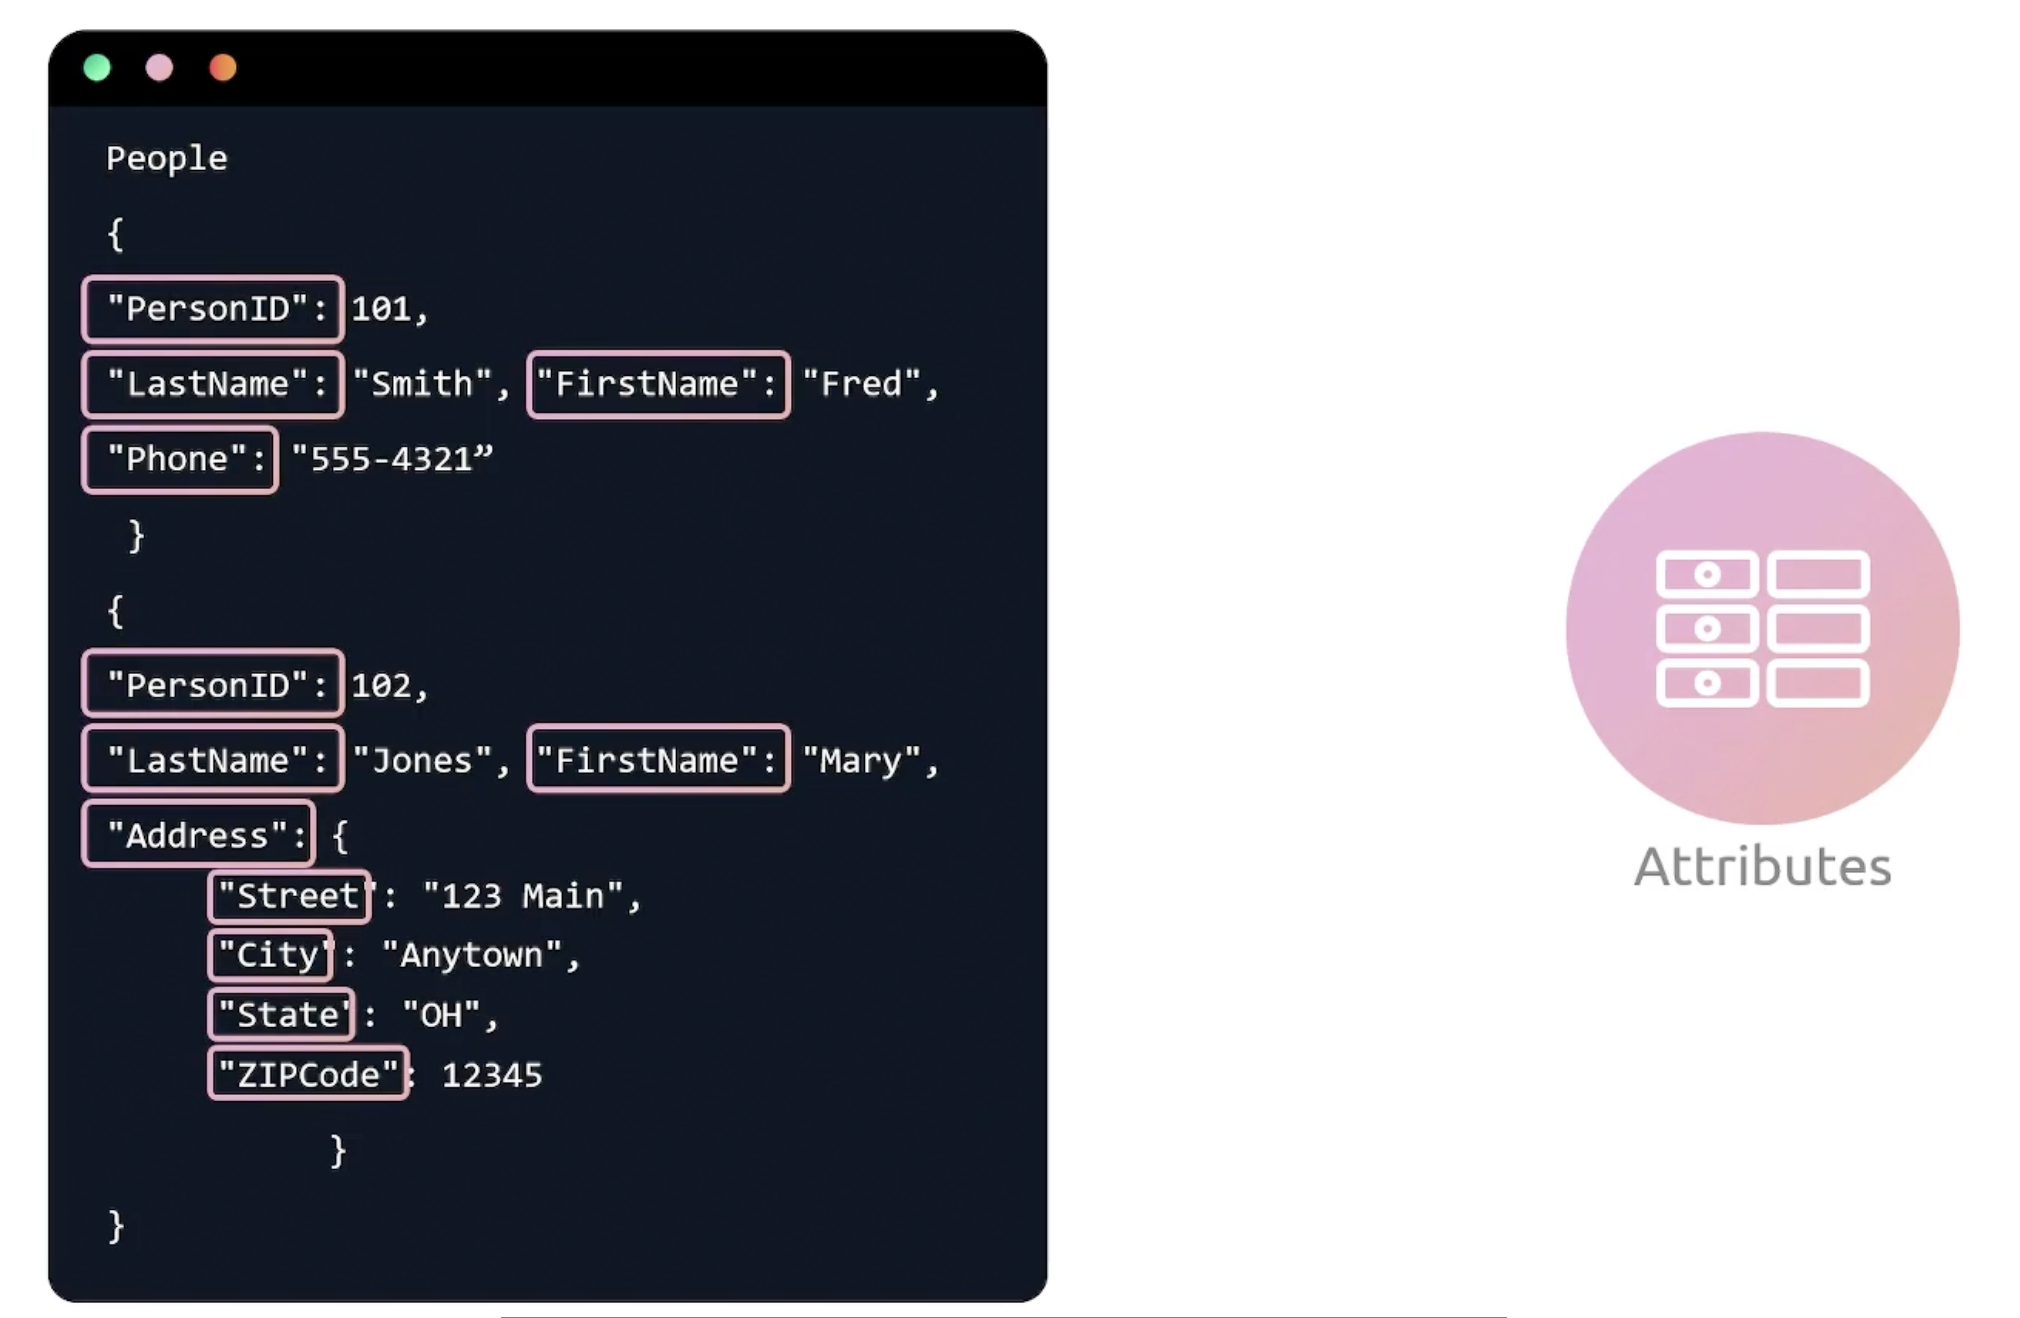 People
{
"PersonID": 101,
"LastName": "Smith", "FirstName": "Fred",
"Phone": "555-4321”
}
{
"PersonID": 102,
"LastName": "Jones", "FirstName": "Mary",
"Address": {
"Street": "123 Main",
"City": "Anytown",
"State": "OH",
"ZIPCode": 12345
}
}
Attributes